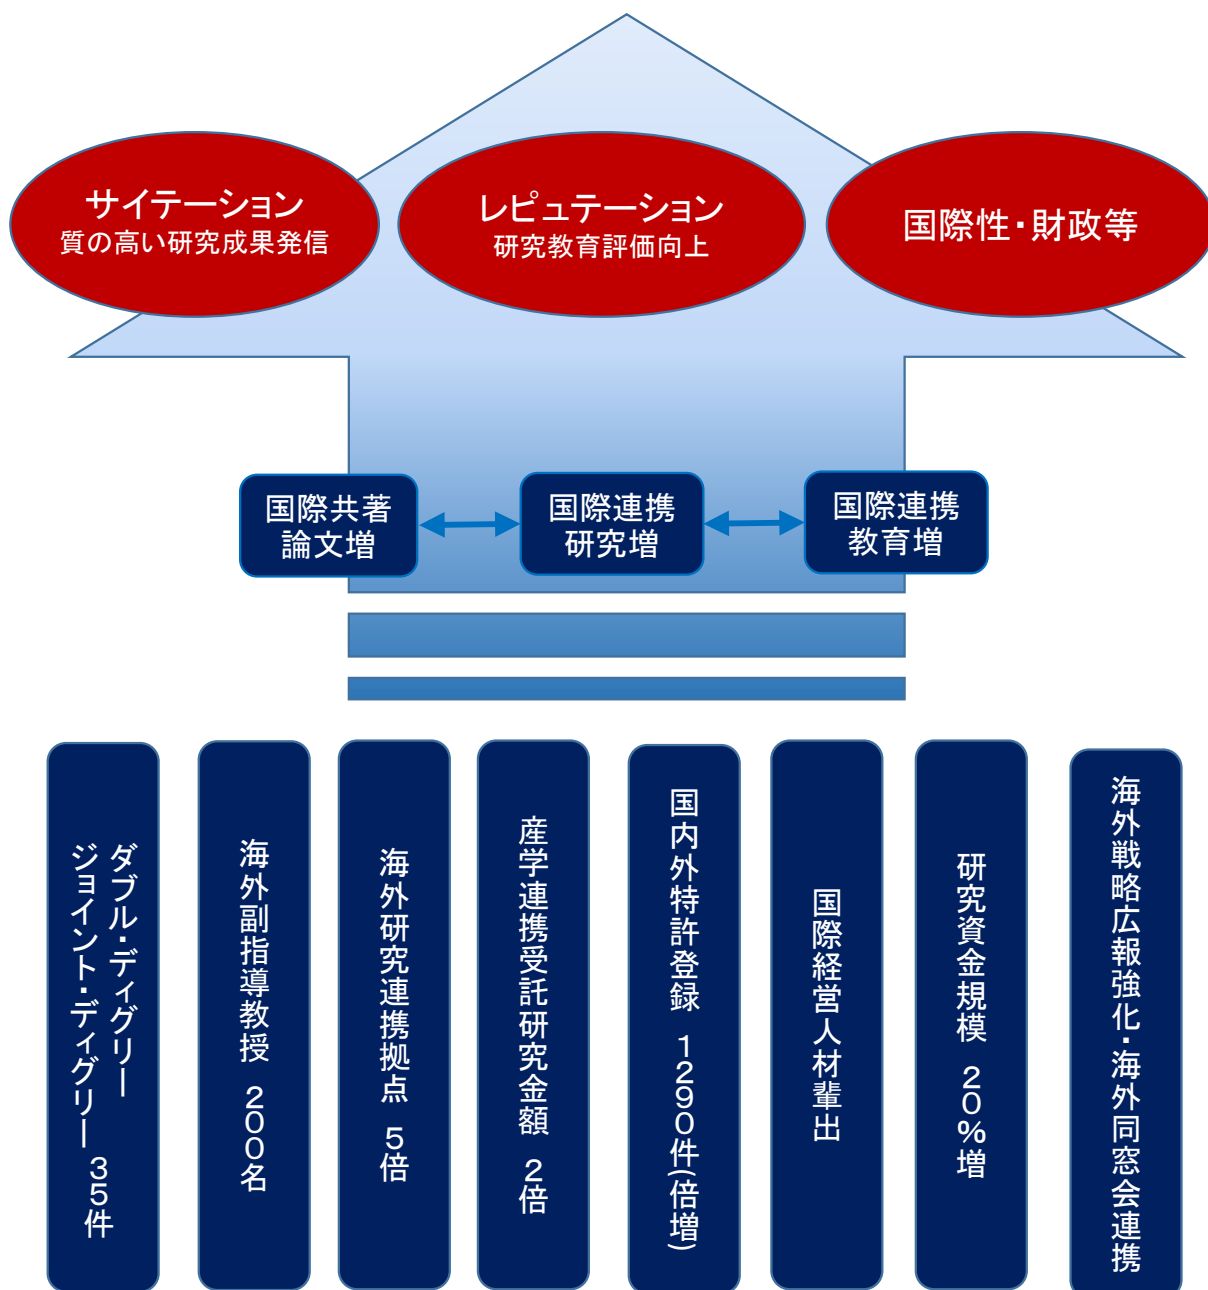 サイテーション
質の高い研究成果発信
レピュテーション
研究教育評価向上
国際性・財政等
国際共著
論文増
国際連携
研究増
国際連携
教育増
ダブル・ディグリー
ジョイント・ディグリー 35件
海外副指導教授 200名
海外研究連携拠点 5倍
産学連携受託研究金額 2倍
国内外特許登録 1290件(倍増)
国際経営人材輩出
研究資金規模 20%増
海外戦略広報強化・海外同窓会連携